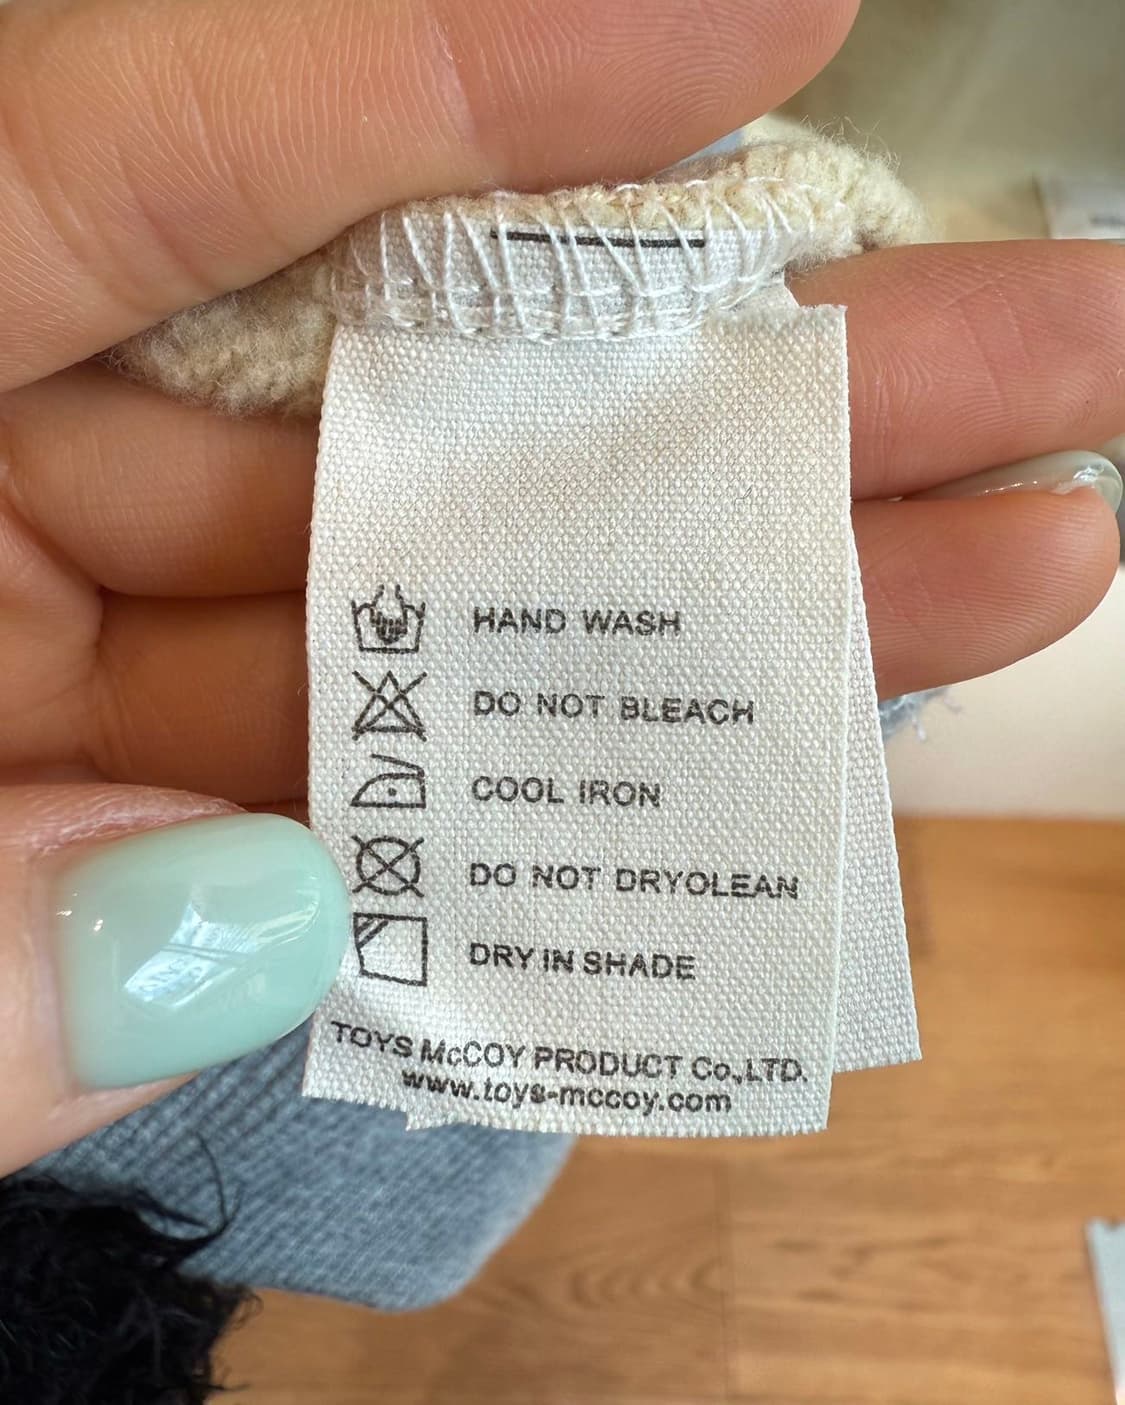 HAND WASH
DO NOT BLEACH
COOL IRON
DO NOT DRYOLEAN
DRY IN SHADE
TOYS McCOY PRODUCT Co.,LTD.
www.toys-mccoy.com